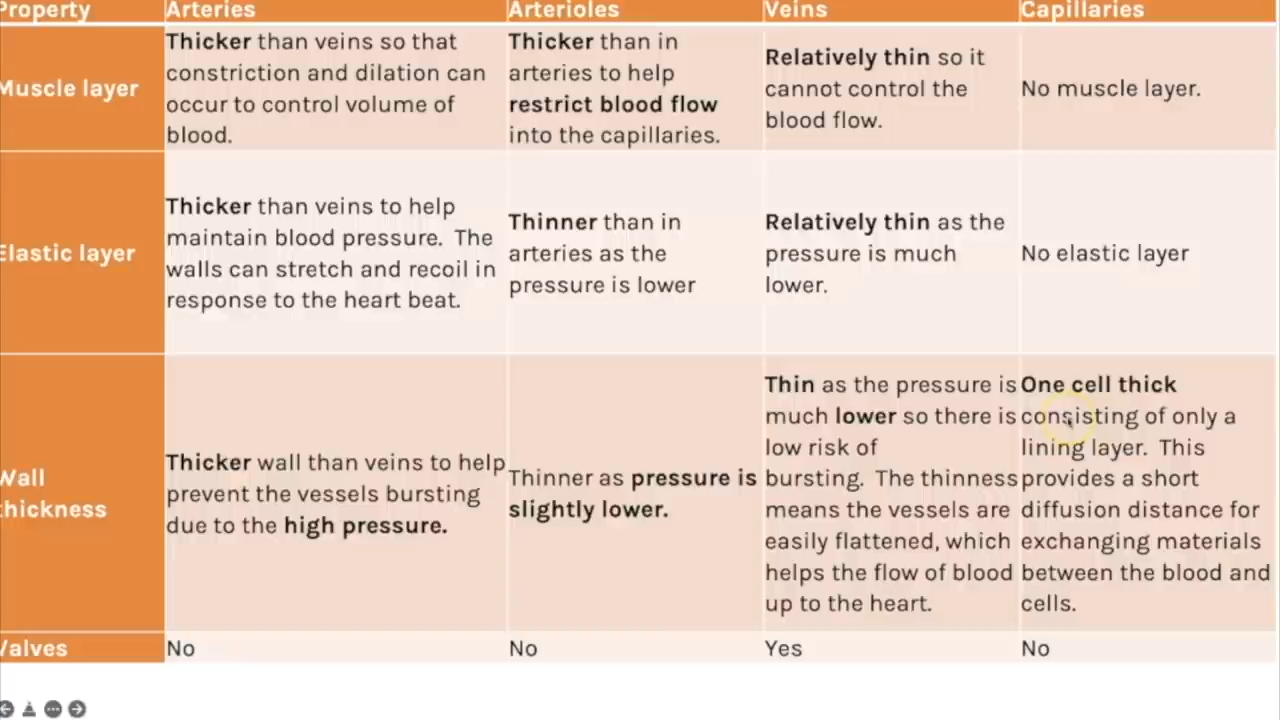 Property Arteries Arterioles Veins Capillaries
Muscle layer
Thicker than veins so that
constriction and dilation can
occur to control volume of
blood.
Thicker than in
arteries to help
restrict blood flow
into the capillaries.
Relatively thin so it
cannot control the
blood flow.
No muscle layer.
Elastic layer
Thicker than veins to help
maintain blood pressure. The
walls can stretch and recoil in
response to the heart beat.
Thinner than in
arteries as the
pressure is lower
Relatively thin as the
pressure is much
lower.
No elastic layer
Wall
thickness
Thicker wall than veins to help
prevent the vessels bursting
due to the high pressure.
Thinner as pressure is
slightly lower.
Thin as the pressure is
much lower so there is
low risk of
bursting. The thinness
means the vessels are
easily flattened, which
helps the flow of blood
up to the heart.
One cell thick
consisting of only a
lining layer. This
provides a short
diffusion distance for
exchanging materials
between the blood and
cells.
Valves No No Yes No